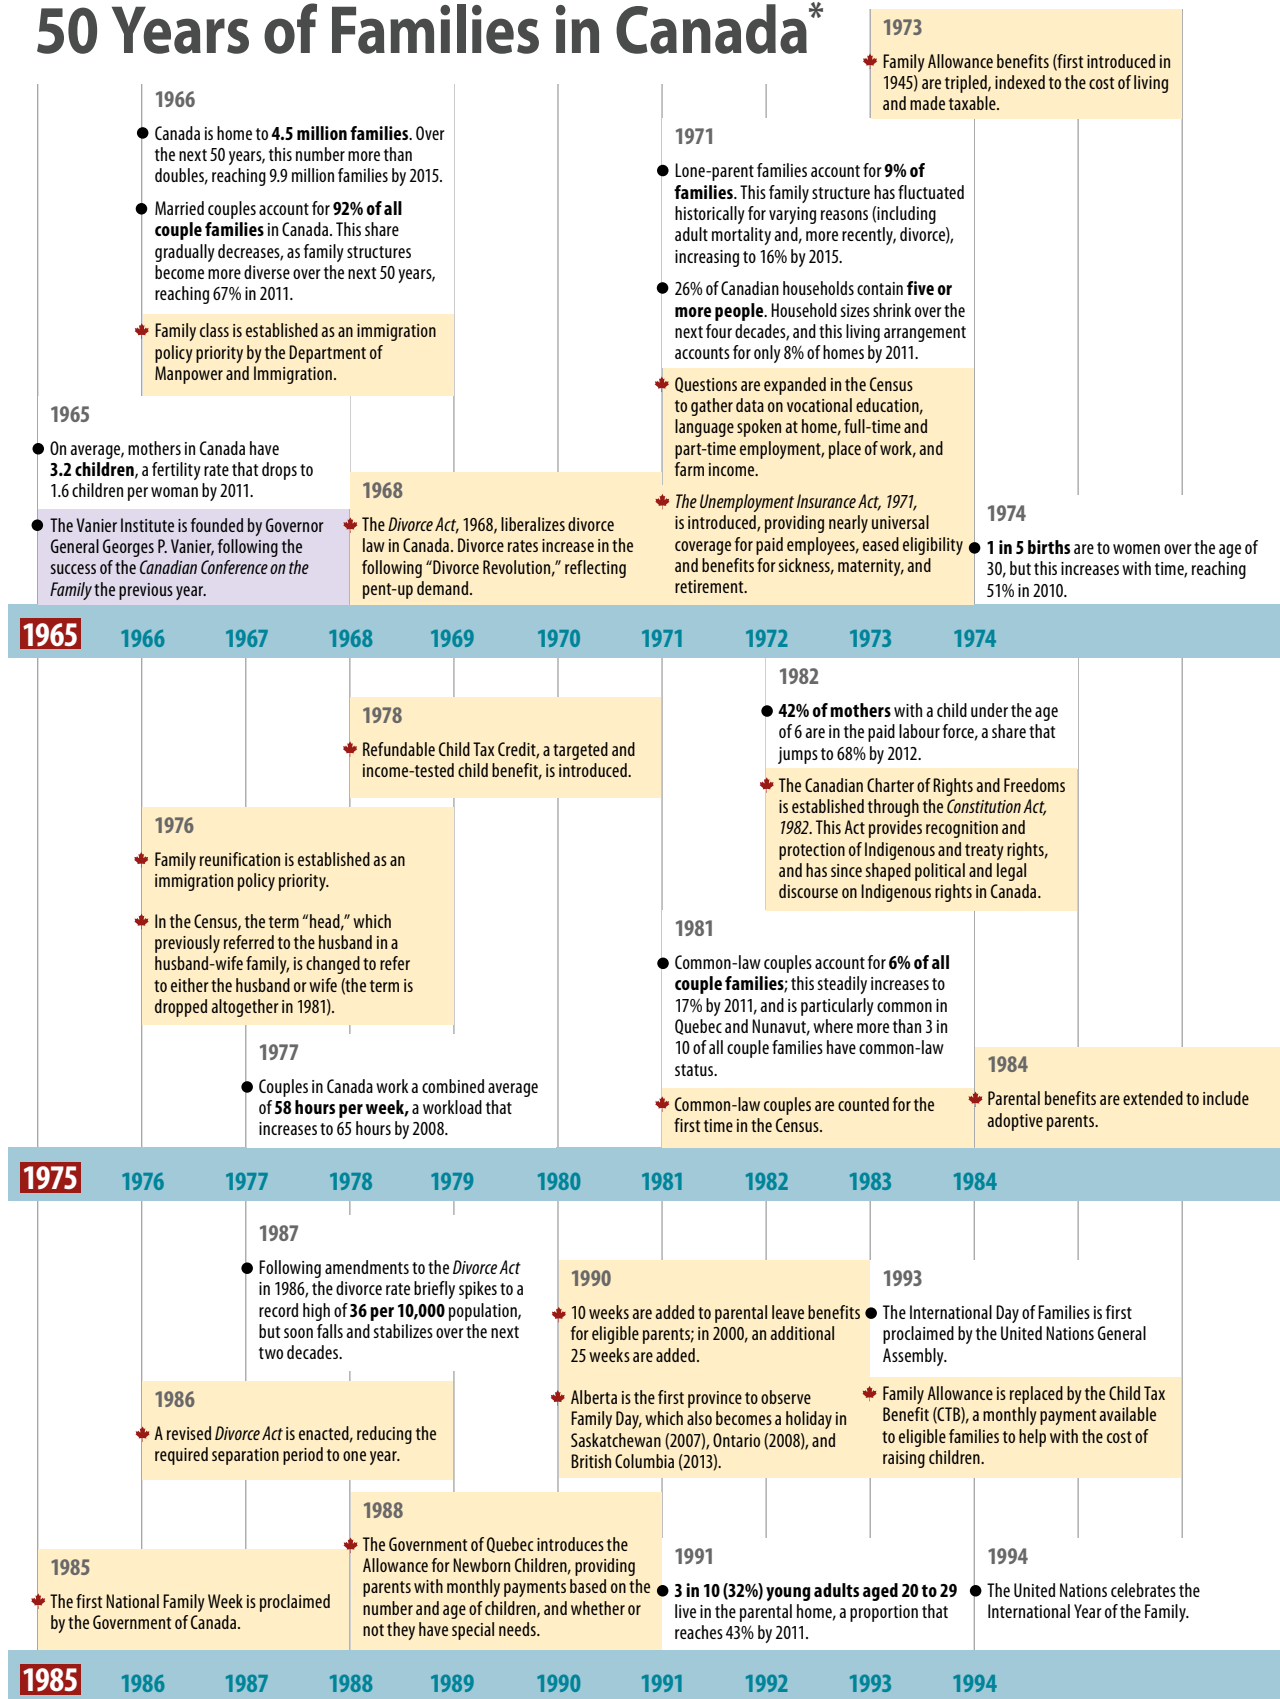 50 Years of Families in Canada*
1973
Family Allowance benefits (first introduced in
1945) are tripled, indexed to the cost of living
and made taxable.
1966
Canada is home to 4.5 million families. Over
the next 50 years, this number more than
doubles, reaching 9.9 million families by 2015.
Married couples account for 92% of all
couple families in Canada. This share
gradually decreases, as family structures
become more diverse over the next 50 years,
reaching 67% in 2011.
Family class is established as an immigration
policy priority by the Department of
Manpower and Immigration.
1971
Lone-parent families account for 9% of
families. This family structure has fluctuated
historically for varying reasons (including
adult mortality and, more recently, divorce),
increasing to 16% by 2015.
26% of Canadian households contain five or
more people. Household sizes shrink over the
next four decades, and this living arrangement
accounts for only 8% of homes by 2011.
Questions are expanded in the Census
to gather data on vocational education,
language spoken at home, full-time and
part-time employment, place of work, and
farm income.
The Unemployment Insurance Act, 1971,
is introduced, providing nearly universal
coverage for paid employees, eased eligibility
and benefits for sickness, maternity, and
retirement.
1965
On average, mothers in Canada have
3.2 children, a fertility rate that drops to
1.6 children per woman by 2011.
The Vanier Institute is founded by Governor
General Georges P. Vanier, following the
success of the Canadian Conference on the
Family the previous year.
1968
The Divorce Act, 1968, liberalizes divorce
law in Canada. Divorce rates increase in the
following “Divorce Revolution,” reflecting
pent-up demand.
1974
1 in 5 births are to women over the age of
30, but this increases with time, reaching
51% in 2010.
1965 1966 1967 1968 1969 1970 1971 1972 1973 1974
1982
42% of mothers with a child under the age
of 6 are in the paid labour force, a share that
jumps to 68% by 2012.
The Canadian Charter of Rights and Freedoms
is established through the Constitution Act,
1982. This Act provides recognition and
protection of Indigenous and treaty rights,
and has since shaped political and legal
discourse on Indigenous rights in Canada.
1978
Refundable Child Tax Credit, a targeted and
income-tested child benefit, is introduced.
1976
Family reunification is established as an
immigration policy priority.
In the Census, the term “head,” which
previously referred to the husband in a
husband-wife family, is changed to refer
to either the husband or wife (the term is
dropped altogether in 1981).
1981
Common-law couples account for 6% of all
couple families; this steadily increases to
17% by 2011, and is particularly common in
Quebec and Nunavut, where more than 3 in
10 of all couple families have common-law
status.
Common-law couples are counted for the
first time in the Census.
1977
Couples in Canada work a combined average
of 58 hours per week, a workload that
increases to 65 hours by 2008.
1984
Parental benefits are extended to include
adoptive parents.
1975 1976 1977 1978 1979 1980 1981 1982 1983 1984
1987
Following amendments to the Divorce Act
in 1986, the divorce rate briefly spikes to a
record high of 36 per 10,000 population,
but soon falls and stabilizes over the next
two decades.
1990
10 weeks are added to parental leave benefits
for eligible parents; in 2000, an additional
25 weeks are added.
Alberta is the first province to observe
Family Day, which also becomes a holiday in
Saskatchewan (2007), Ontario (2008), and
British Columbia (2013).
1993
The International Day of Families is first
proclaimed by the United Nations General
Assembly.
Family Allowance is replaced by the Child Tax
Benefit (CTB), a monthly payment available
to eligible families to help with the cost of
raising children.
1986
A revised Divorce Act is enacted, reducing the
required separation period to one year.
1988
The Government of Quebec introduces the
Allowance for Newborn Children, providing
parents with monthly payments based on the
number and age of children, and whether or
not they have special needs.
1985
The first National Family Week is proclaimed
by the Government of Canada.
1991
3 in 10 (32%) young adults aged 20 to 29
live in the parental home, a proportion that
reaches 43% by 2011.
1994
The United Nations celebrates the
International Year of the Family.
1985 1986 1987 1988 1989 1990 1991 1992 1993 1994